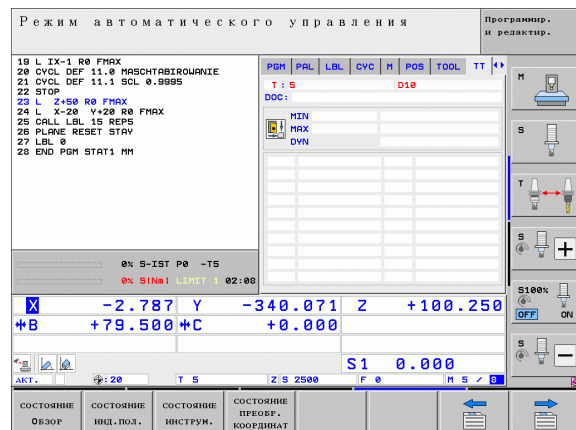 Режим автоматического управления
Программир.
и редактир.
19 L IX-1 R0 FMAX
20 CYCL DEF 11.0 MASCHTABIROWANIE
21 CYCL DEF 11.1 SCL 0.9995
22 STOP
23 L Z+50 R0 FMAX
24 L X-20 Y+20 R0 FMAX
25 CALL LBL 15 REP5
26 PLANE RESET STAY
27 LBL 0
28 END PGM STAT1 MM
PGM PAL LBL CYC M POS TOOL TT
T : 5 D10
DOC:
MIN
MAX
DYN
0% S-IST P0 -T5
0% S[Nm] LIMIT 1 02:08
X -2.787 Y -340.071 Z +100.250
B +79.500 C +0.000
S1 0.000
АКТ. :20 T 5 Z S 2500 F 0 M 5 / 8
M
S
T
S
S100%
OFF ON
S
СОСТОЯНИЕ
ОБЗОР
СОСТОЯНИЕ
ИНД.ПОЛ.
СОСТОЯНИЕ
ИНСТРУМ.
СОСТОЯНИЕ
ПРЕОБР.
КООРДИНАТ